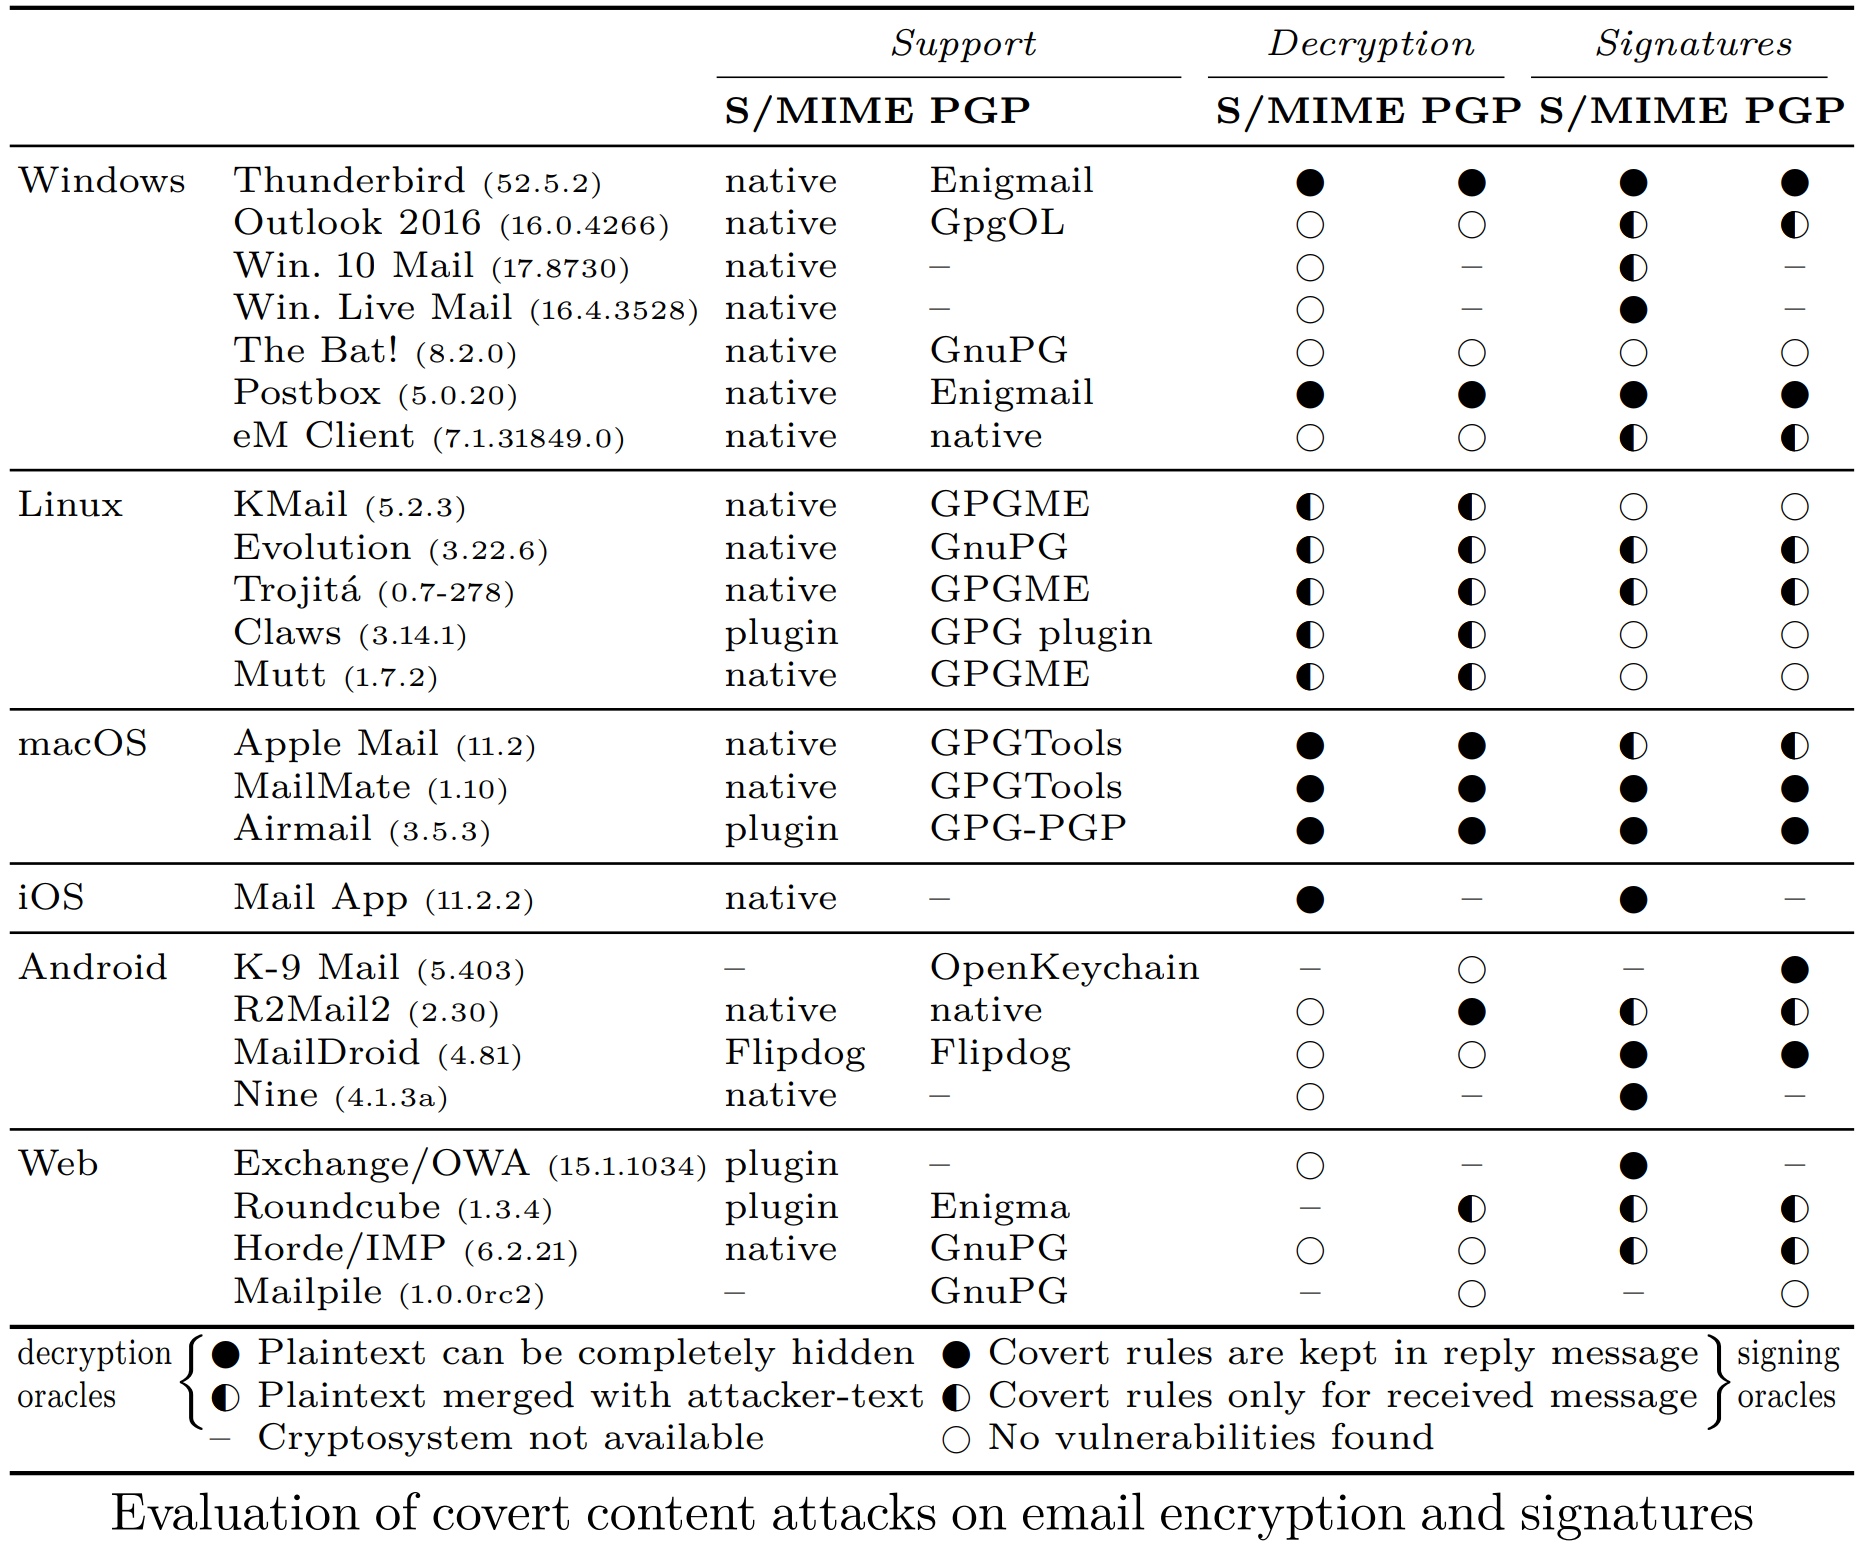 Support Decryption Signatures
S/MIME PGP S/MIME PGP S/MIME PGP
Windows Thunderbird (52.5.2) native Enigmail ● ● ● ●
Outlook 2016 (16.0.4266) native GpgOL ○ ○ ◐ ◐
Win. 10 Mail (17.8730) native – ○ – ◐ –
Win. Live Mail (16.4.3528) native – ○ – ● –
The Bat! (8.2.0) native GnuPG ○ ○ ○ ○
Postbox (5.0.20) native Enigmail ● ● ● ●
eM Client (7.1.31849.0) native native ○ ○ ◐ ◐
Linux KMail (5.2.3) native GPGME ◐ ◐ ○ ○
Evolution (3.22.6) native GnuPG ◐ ◐ ◐ ◐
Trojitá (0.7-278) native GPGME ◐ ◐ ◐ ◐
Claws (3.14.1) plugin GPG plugin ◐ ◐ ○ ○
Mutt (1.7.2) native GPGME ◐ ◐ ○ ○
macOS Apple Mail (11.2) native GPGTools ● ● ◐ ◐
MailMate (1.10) native GPGTools ● ● ● ●
Airmail (3.5.3) plugin GPG-PGP ● ● ● ●
iOS Mail App (11.2.2) native – ● – ● –
Android K-9 Mail (5.403) – OpenKeychain – ○ – ●
R2Mail2 (2.30) native native ○ ● ◐ ◐
MailDroid (4.81) Flipdog Flipdog ○ ○ ● ●
Nine (4.1.3a) native – ○ – ● –
Web Exchange/OWA (15.1.1034) plugin – ○ – ● –
Roundcube (1.3.4) plugin Enigma – ◐ ◐ ◐
Horde/IMP (6.2.21) native GnuPG ○ ○ ◐ ◐
Mailpile (1.0.0rc2) – GnuPG – ○ – ○
decryption ● Plaintext can be completely hidden ● Covert rules are kept in reply message signing
oracles ◐ Plaintext merged with attacker-text ◐ Covert rules only for received message oracles
– Cryptosystem not available ○ No vulnerabilities found
Evaluation of covert content attacks on email encryption and signatures